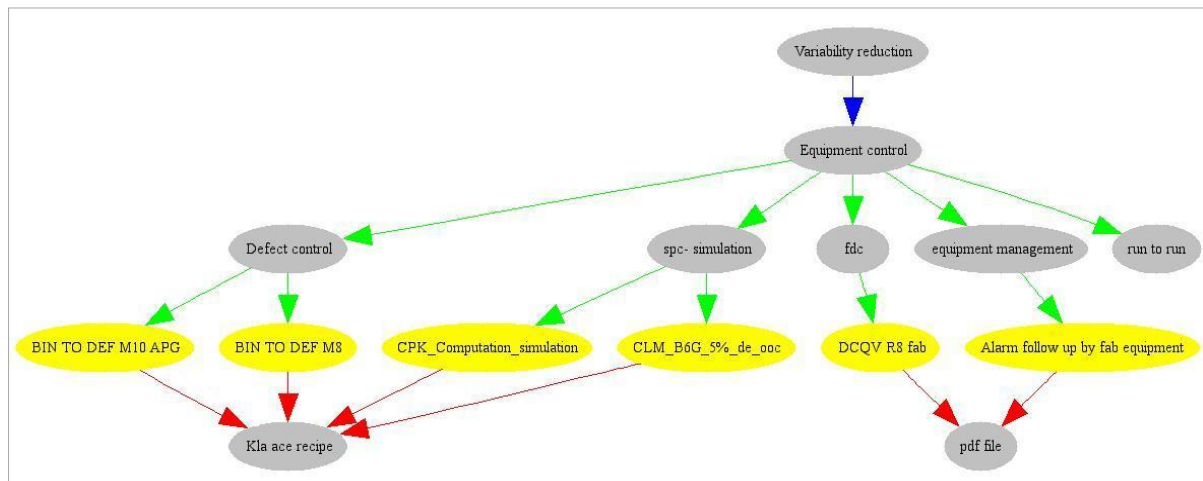 Variability reduction
Equipment control
Defect control
spc- simulation
fdc
equipment management
run to run
BIN TO DEF M10 APG
BIN TO DEF M8
CPK_Computation_simulation
CLM_B6G_5%_de_ooc
DCQV R8 fab
Alarm follow up by fab equipment
Kla ace recipe
pdf file